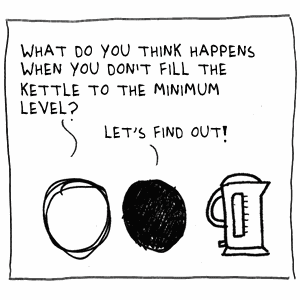 WHAT DO YOU THINK HAPPENS
WHEN YOU DON'T FILL THE
KETTLE TO THE MINIMUM
LEVEL?
LET'S FIND OUT!